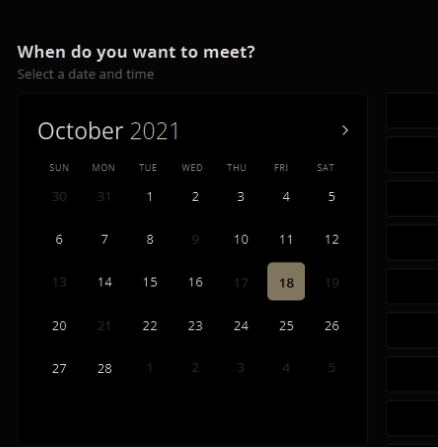 When do you want to meet?
Select a date and time
October 2021 >
SUN MON TUE WED THU FRI SAT
30 31 1 2 3 4 5
6 7 8 9 10 11 12
13 14 15 16 17 18 19
20 21 22 23 24 25 26
27 28 1 2 3 4 5